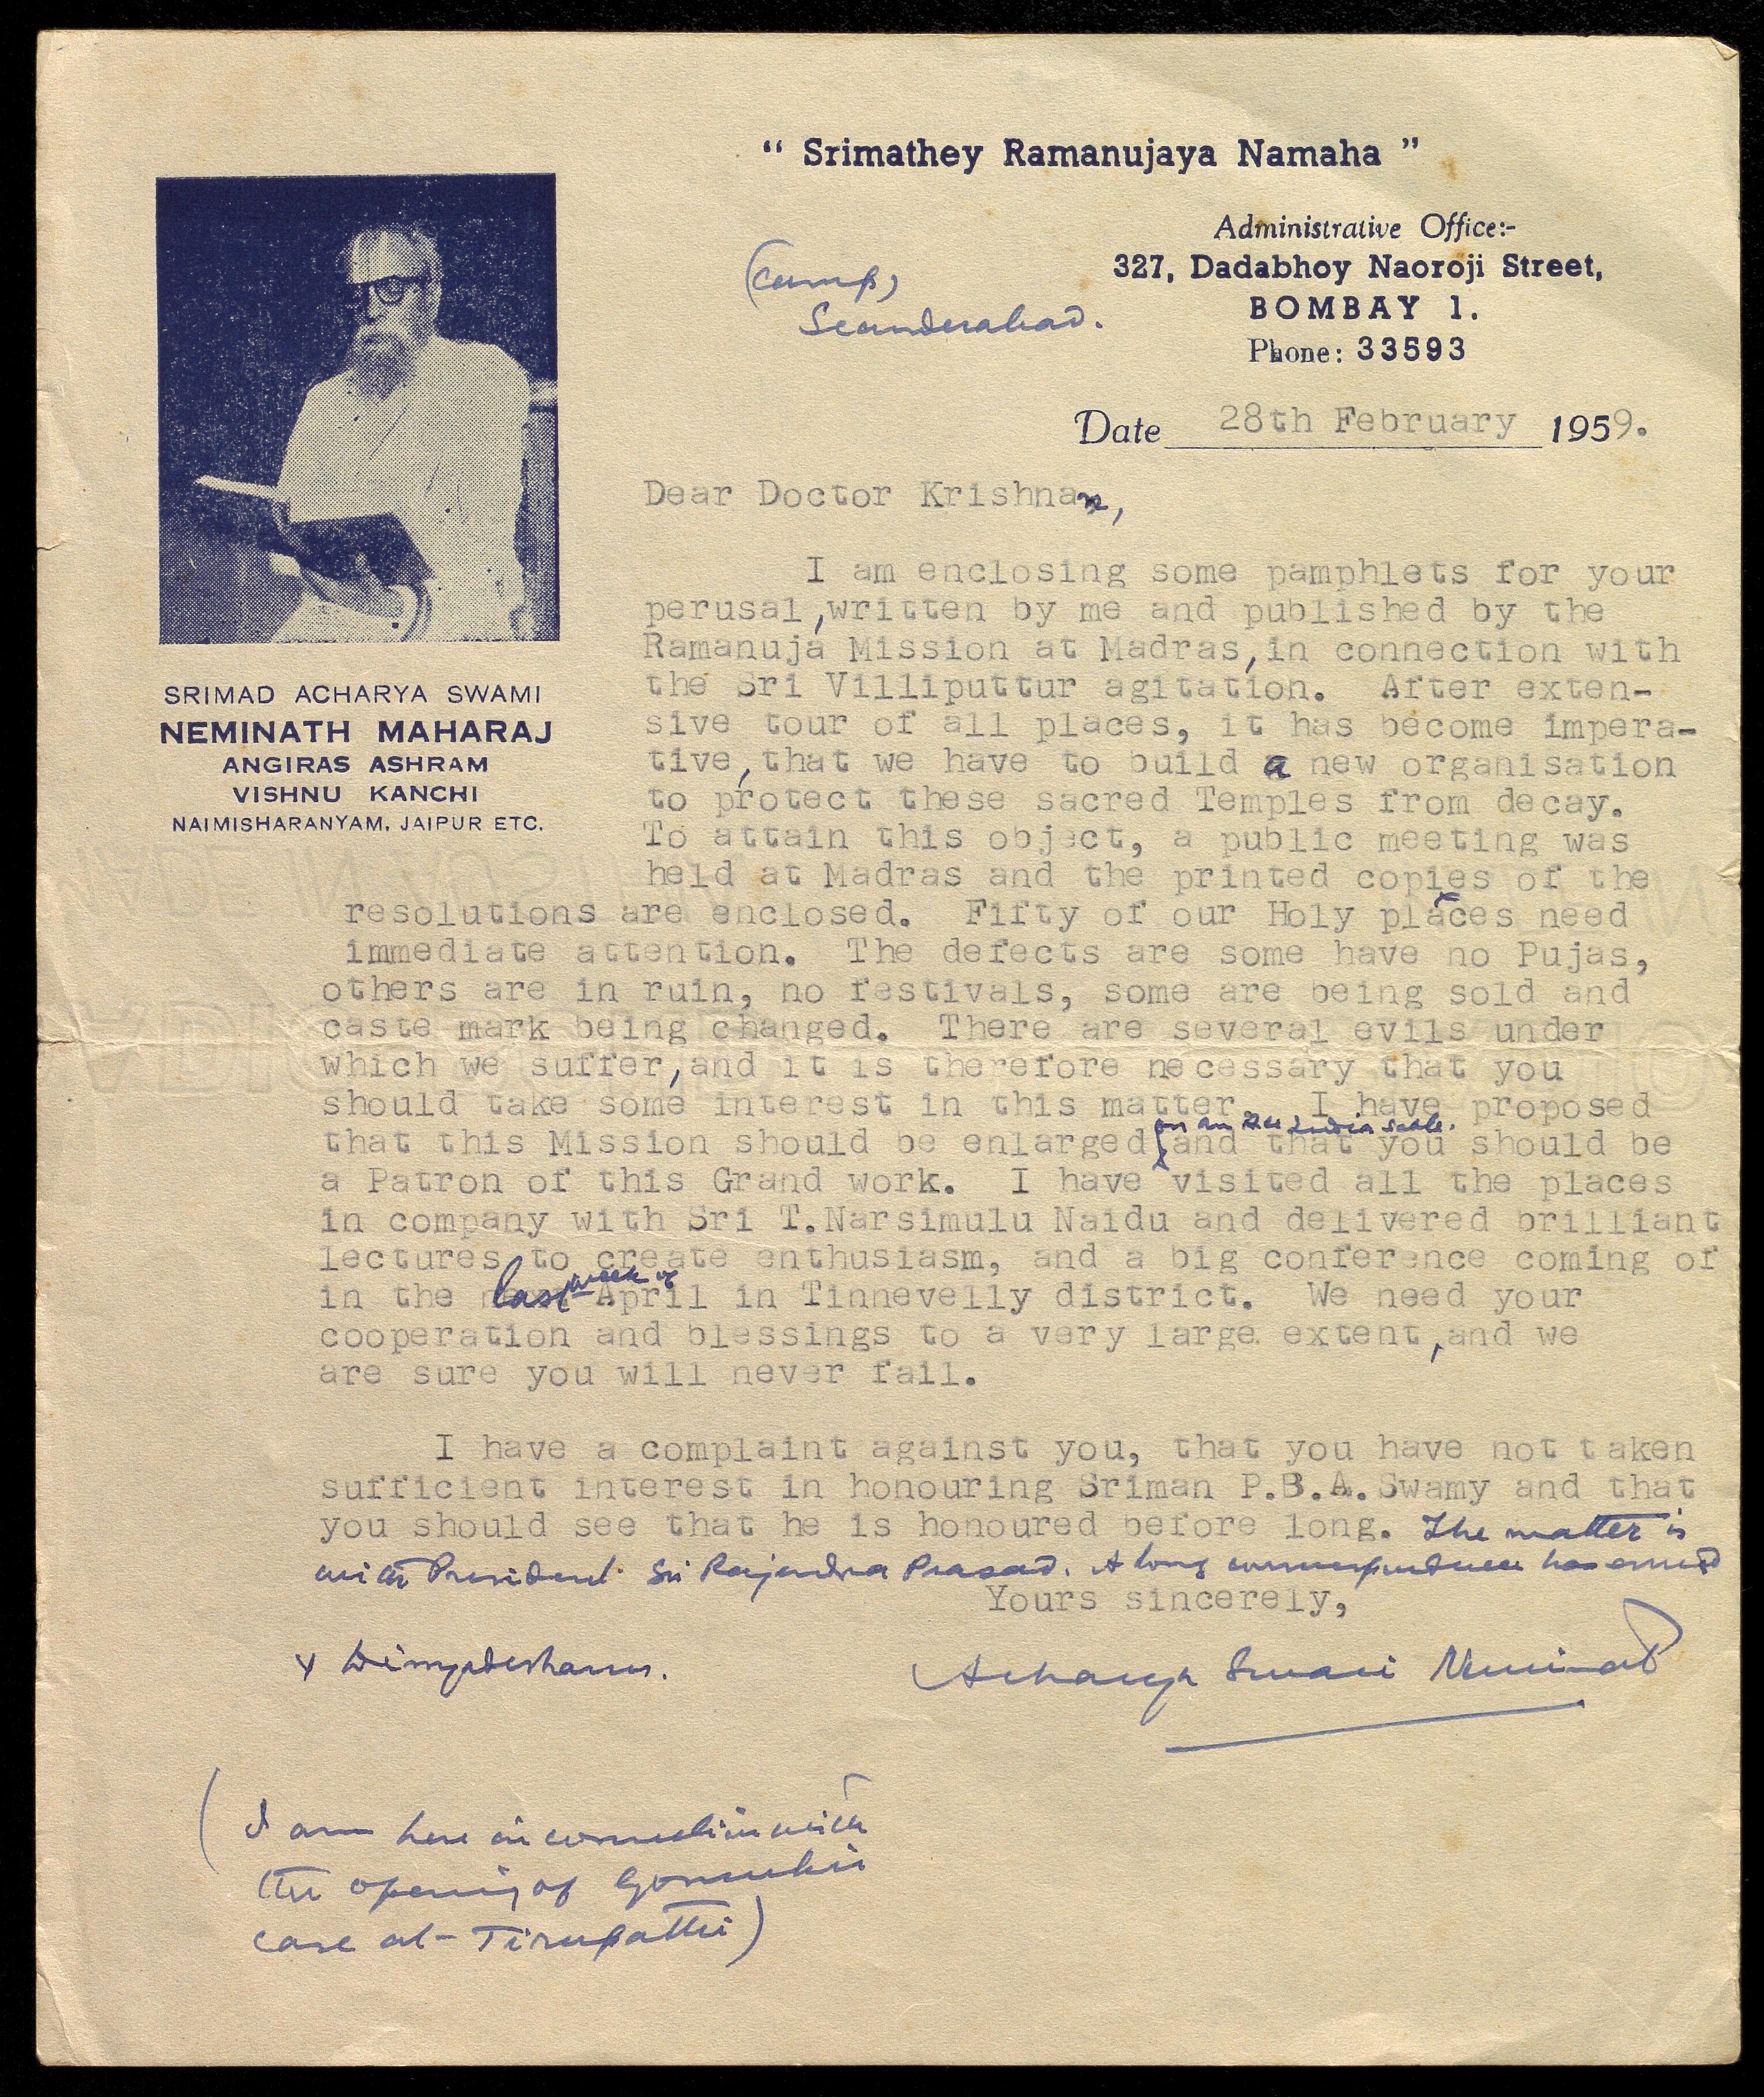 “ Srimathey Ramanujaya Namaha ”
Administrative Office:-
327, Dadabhoy Naoroji Street,
BOMBAY 1.
Phone: 33593
(Camp)
Secunderabad.
Date 28th February 1959.
SRIMAD ACHARYA SWAMI
NEMINATH MAHARAJ
ANGIRAS ASHRAM
VISHNU KANCHI
NAIMISHARANYAM, JAIPUR ETC.
Dear Doctor Krishnan,
I am enclosing some pamphlets for your
perusal, written by me and published by the
Ramanuja Mission at Madras, in connection with
the Sri Villiputtur agitation. After exten-
sive tour of all places, it has become impera-
tive, that we have to build a new organisation
to protect these sacred Temples from decay.
To attain this object, a public meeting was
held at Madras and the printed copies of the
resolutions are enclosed. Fifty of our Holy places need
immediate attention. The defects are some have no Pujas,
others are in ruin, no festivals, some are being sold and
caste mark being changed. There are several evils under
which we suffer, and it is therefore necessary that you
should take some interest in this matter. I have proposed
on an All India scale.
that this Mission should be enlarged and that you should be
a Patron of this Grand work. I have visited all the places
in company with Sri T.Narsimulu Naidu and delivered brilliant
lectures to create enthusiasm, and a big conference coming of
in the last week of April in Tinnevelly district. We need your
cooperation and blessings to a very large extent, and we
are sure you will never fail.
I have a complaint against you, that you have not taken
sufficient interest in honouring Sriman P.B.A.Swamy and that
you should see that he is honoured before long. The matter is
with President Sri Rajendra Prasad. A long correspondence has
Yours sincerely,
Acharya Swami Neminath
(I am here in connection with
the opening of
case at Tirupathi)